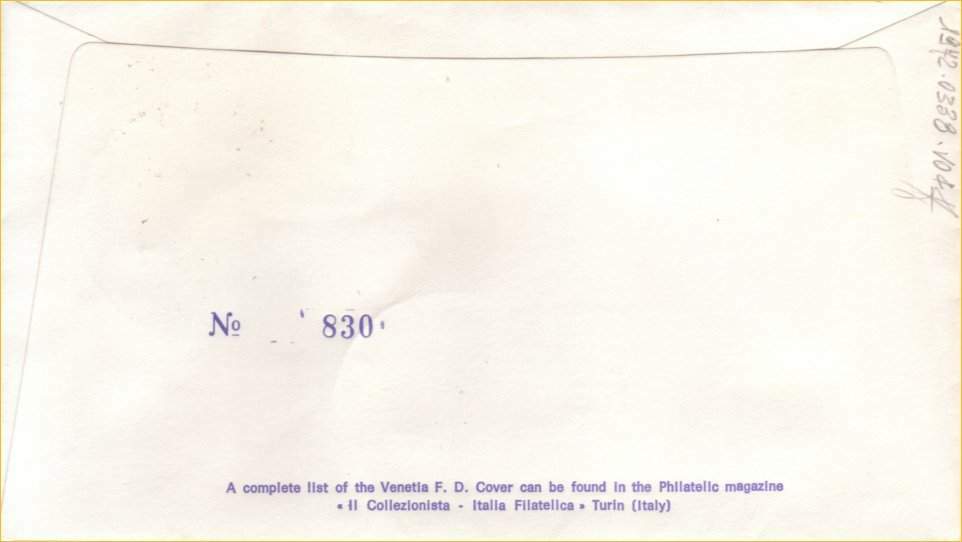 № 830
A complete list of the Venetia F. D. Cover can be found in the Philatelic magazine
« Il Collezionista - Italia Filatelica » Turin (Italy)